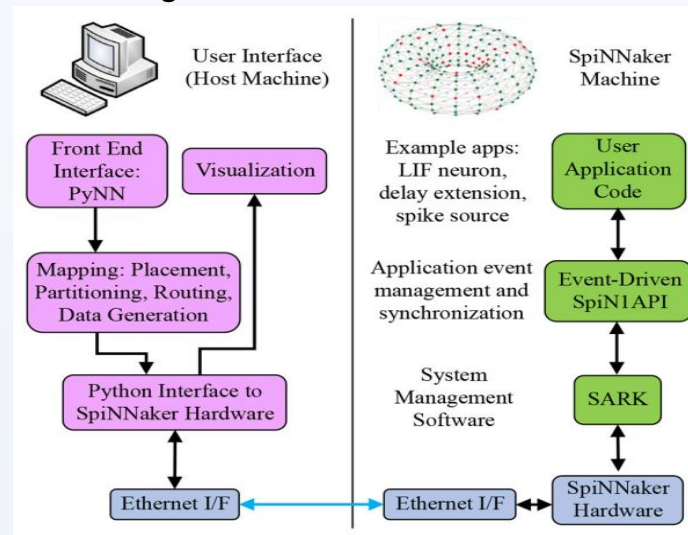 User Interface
(Host Machine)
Front End
Interface:
PyNN
Visualization
Mapping: Placement,
Partitioning, Routing,
Data Generation
Python Interface to
SpiNNaker Hardware
Ethernet I/F
SpiNNaker
Machine
Example apps:
LIF neuron,
delay extension,
spike source
User
Application
Code
Application event
management and
synchronization
Event-Driven
SpiN1API
System
Management
Software
SARK
Ethernet I/F
SpiNNaker
Hardware